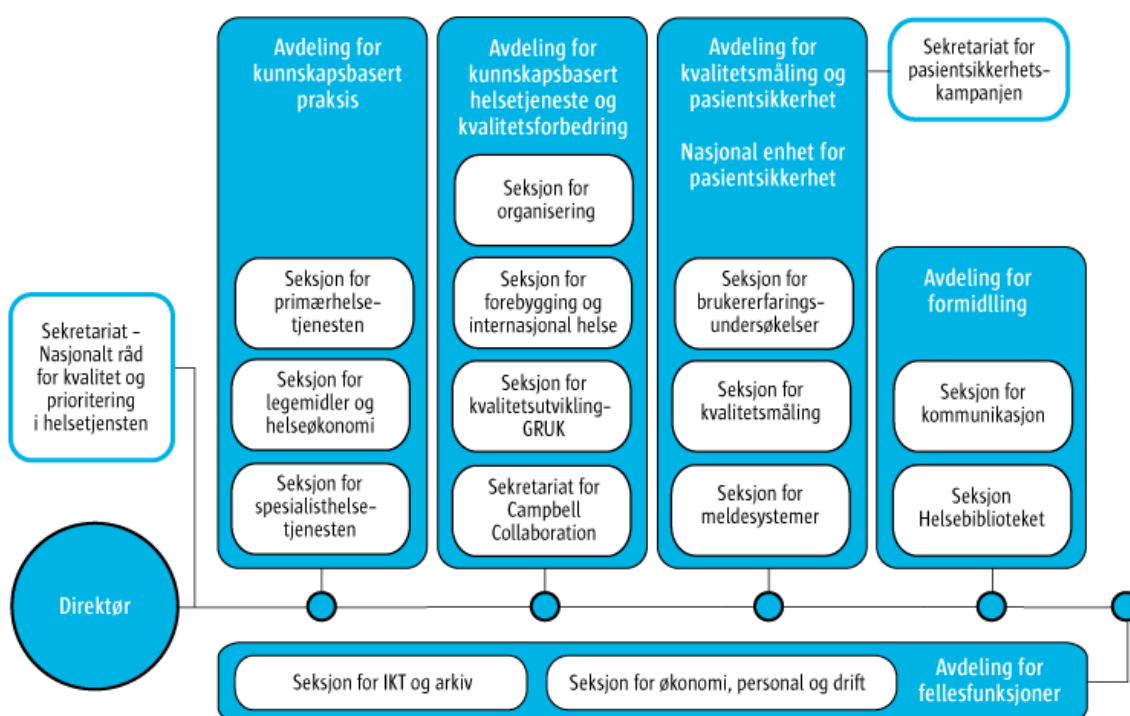 Avdeling for
kunnskapsbasert
praksis
Seksjon for
primærhelse-
tjenesten
Seksjon for
legemidler og
helseøkonomi
Seksjon for
spesialisthelse-
tjenesten
Avdeling for
kunnskapsbasert
helsetjeneste og
kvalitetsforbedring
Seksjon for
organisering
Seksjon for
forebygging og
internasjonal helse
Seksjon for
kvalitetsutvikling-
GRUK
Sekretariat for
Campbell
Collaboration
Avdeling for
kvalitetsmåling og
pasientsikkerhet
Nasjonal enhet for
pasientsikkerhet
Seksjon for
brukererfarings-
undersøkelser
Seksjon for
kvalitetsmåling
Seksjon for
meldesystemer
Sekretariat for
pasientsikkerhets-
kampanjen
Avdeling for
formidlling
Seksjon for
kommunikasjon
Seksjon
Helsebiblioteket
Sekretariat –
Nasjonalt råd
for kvalitet og
prioritering
i helsetjensten
Direktør
Seksjon for IKT og arkiv
Seksjon for økonomi, personal og drift
Avdeling for
fellesfunksjoner